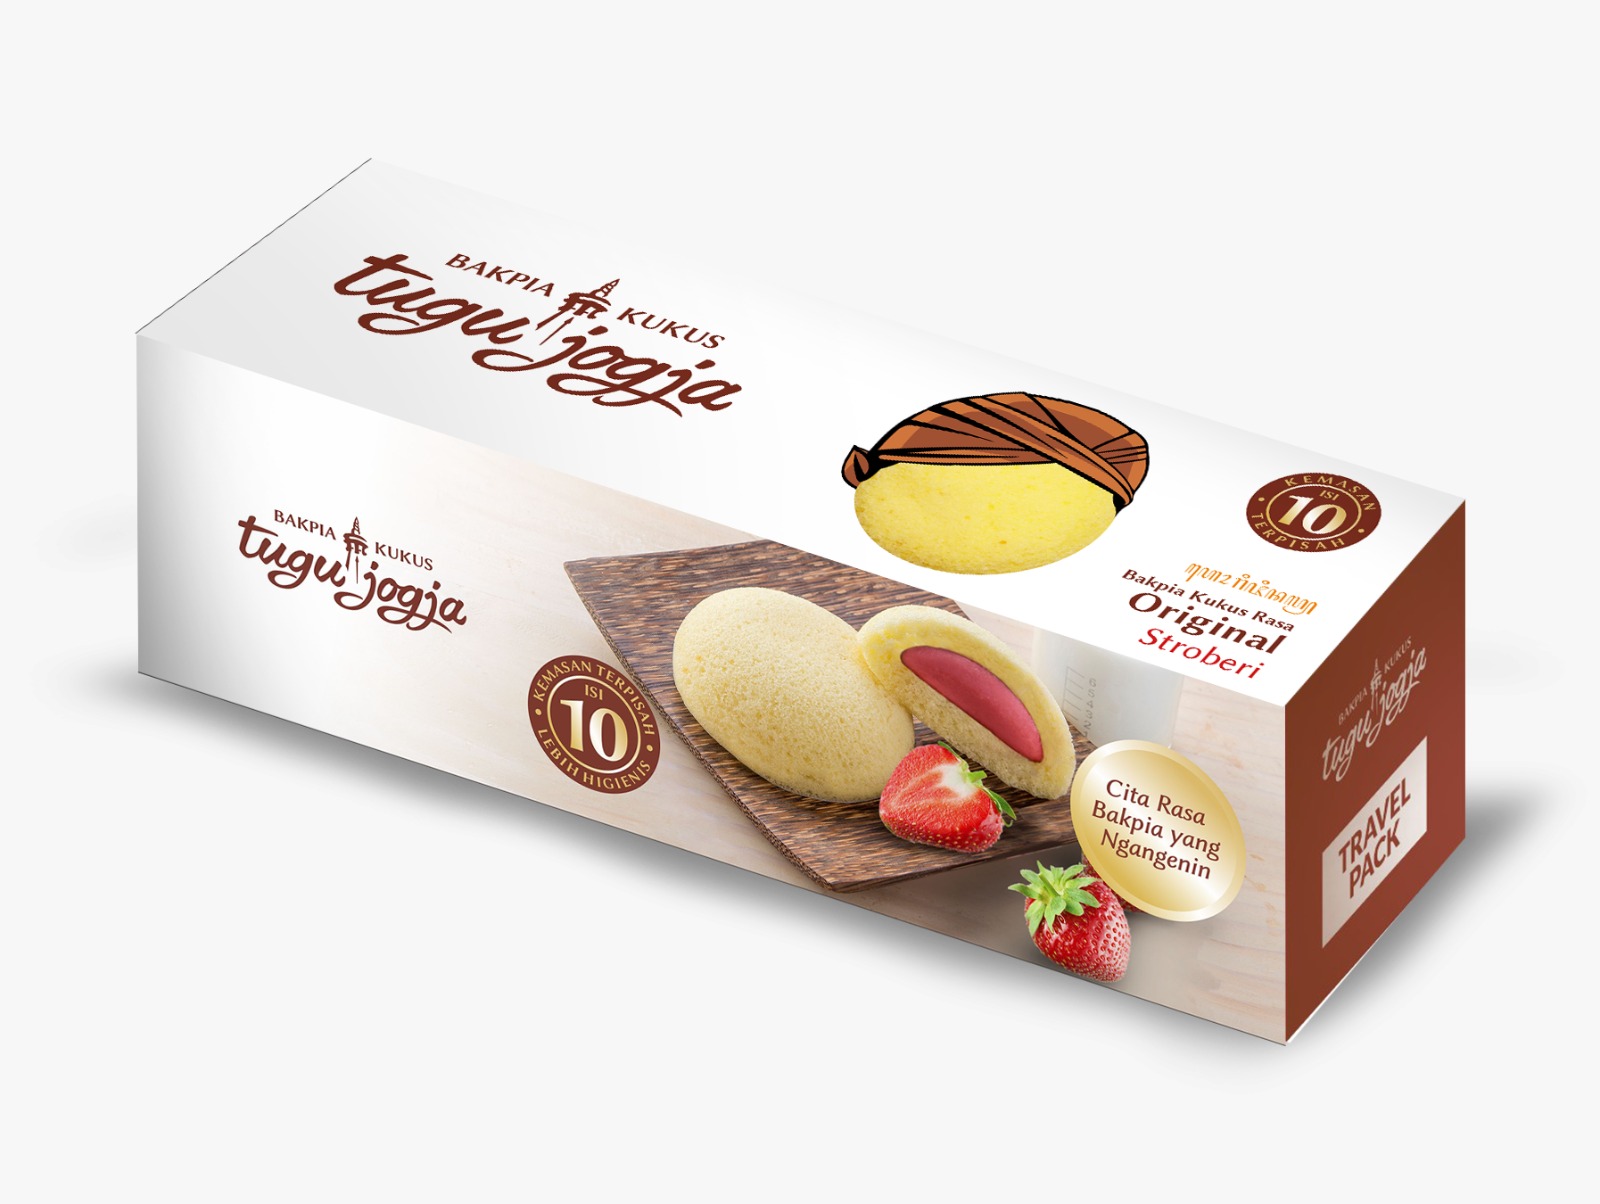 BAKPIA KUKUS
tugu jogja
KEMASAN
ISI
10
TERPISAH
Bakpia Kukus Rasa
Original
Stroberi
BAKPIA KUKUS
tugu jogja
KEMASAN TERPISAH
ISI
10
LEBIH HIGIENIS
Cita Rasa
Bakpia yang
Ngangenin
BAKPIA KUKUS
tugu jogja
TRAVEL
PACK